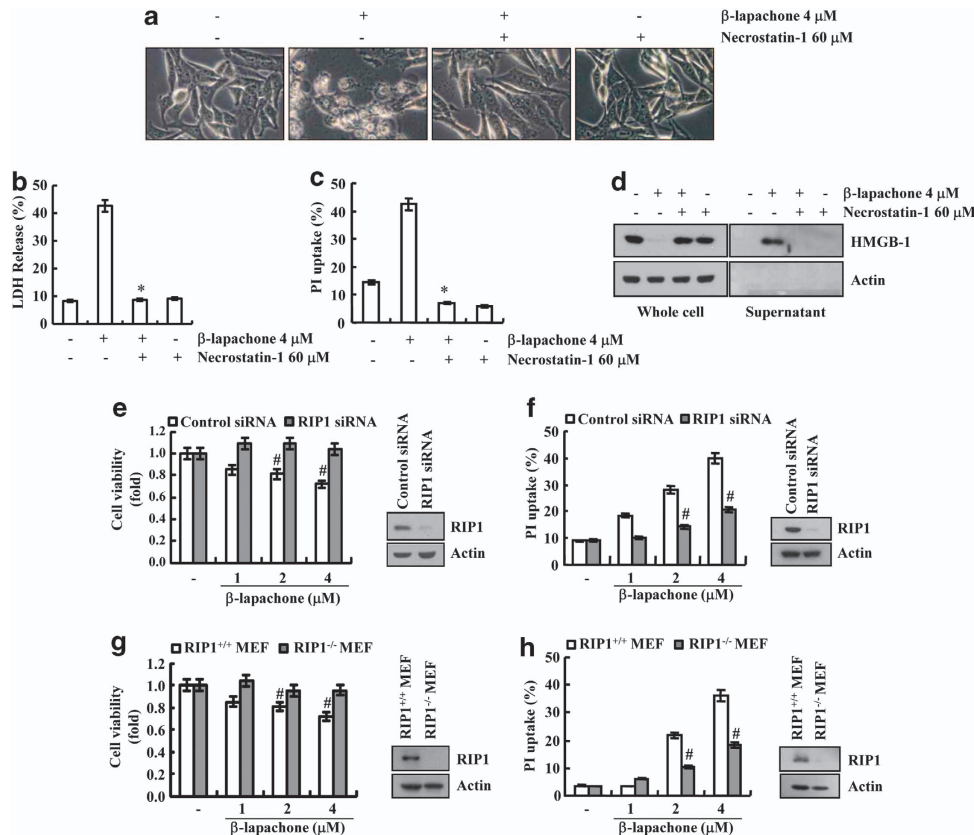 a
- + + - β-lapachone 4 μM
- - + + Necrostatin-1 60 μM
b
LDH Release (%)
50
40
30
20
10
0
*
- + + - β-lapachone 4 μM
- - + + Necrostatin-1 60 μM
c
PI uptake (%)
50
40
30
20
10
0
*
- + + -
- - + +
d
- + + - - + + - β-lapachone 4 μM
- - + + - - + + Necrostatin-1 60 μM
HMGB-1
Actin
Whole cell Supernatant
e
Control siRNA RIP1 siRNA
Cell viability
(fold)
1.2
1.0
0.8
0.6
0.4
0.2
0.0
# #
- 1 2 4
β-lapachone (μM)
Control siRNA
RIP1 siRNA
RIP1
Actin
f
Control siRNA RIP1 siRNA
PI uptake (%)
50
40
30
20
10
0
# #
- 1 2 4
β-lapachone (μM)
Control siRNA
RIP1 siRNA
RIP1
Actin
g
RIP1+/+ MEF RIP1-/- MEF
Cell viability
(fold)
1.2
1.0
0.8
0.6
0.4
0.2
0.0
# #
- 1 2 4
β-lapachone (μM)
RIP1+/+ MEF
RIP1-/- MEF
RIP1
Actin
h
RIP1+/+ MEF RIP1-/- MEF
PI uptake (%)
50
40
30
20
10
0
# #
- 1 2 4
β-lapachone (μM)
RIP1+/+ MEF
RIP1-/- MEF
RIP1
Actin